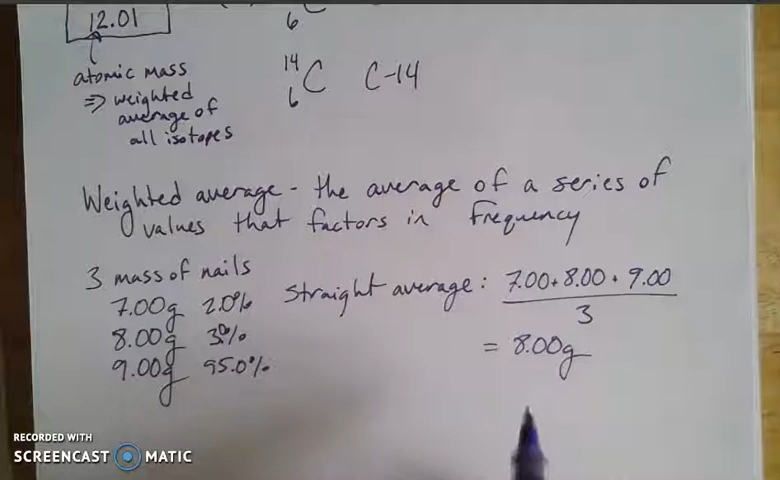 12.01
6
atomic mass
=> weighted
average of
all isotopes
14
6 C C-14
Weighted average - the average of a series of
values that factors in frequency
3 mass of nails
7.00g 2.0%
8.00g 3%
9.00g 95.0%
Straight average: 7.00+8.00+9.00
3
= 8.00g
RECORDED WITH
SCREENCAST MATIC